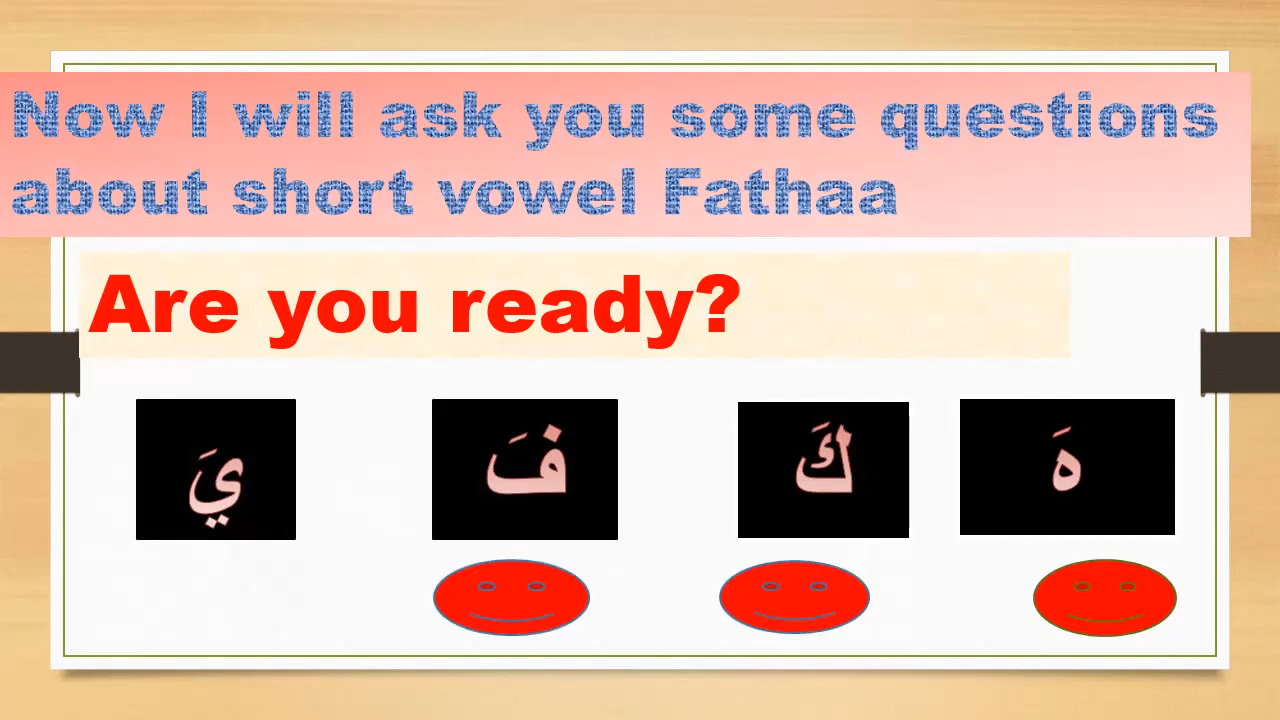 Now I will ask you some questions
about short vowel Fathaa
Are you ready?
يَ
فَ
كَ
هَ